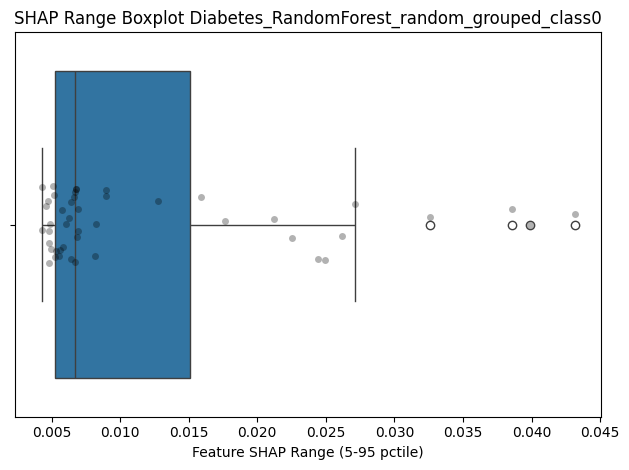 SHAP Range Boxplot Diabetes_RandomForest_random_grouped_class0
0.005 0.010 0.015 0.020 0.025 0.030 0.035 0.040 0.045
Feature SHAP Range (5-95 pctile)